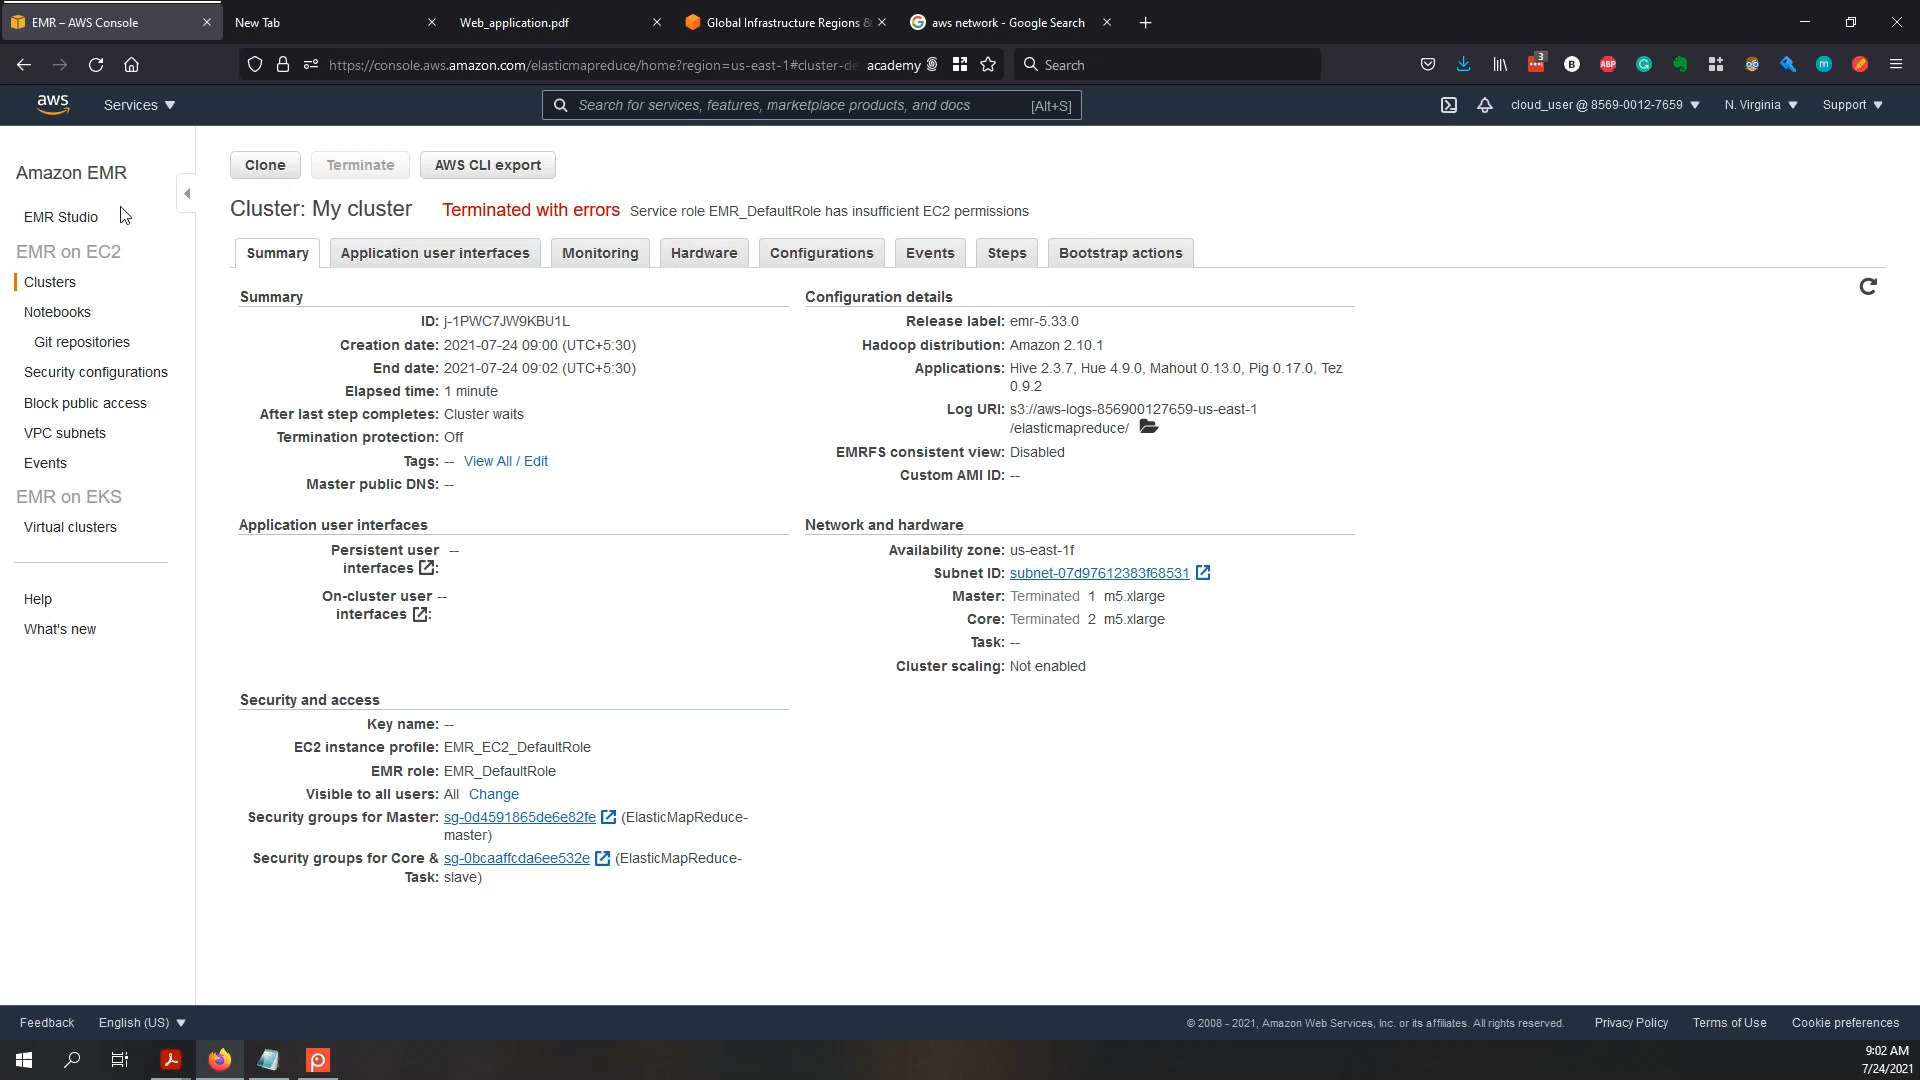 EMR – AWS Console
New Tab
Web_application.pdf
Global Infrastructure Regions &
aws network - Google Search
https://console.aws.amazon.com/elasticmapreduce/home?region=us-east-1#cluster-de
academy
Search
3
B
ABP
G
m
aws
Services
Search for services, features, marketplace products, and docs
[Alt+S]
cloud_user @ 8569-0012-7659
N. Virginia
Support
Amazon EMR
EMR Studio
EMR on EC2
Clusters
Notebooks
Git repositories
Security configurations
Block public access
VPC subnets
Events
EMR on EKS
Virtual clusters
Help
What's new
Clone
Terminate
AWS CLI export
Cluster: My cluster
Terminated with errors
Service role EMR_DefaultRole has insufficient EC2 permissions
Summary
Application user interfaces
Monitoring
Hardware
Configurations
Events
Steps
Bootstrap actions
Summary
ID: j-1PWC7JW9KBU1L
Creation date: 2021-07-24 09:00 (UTC+5:30)
End date: 2021-07-24 09:02 (UTC+5:30)
Elapsed time: 1 minute
After last step completes: Cluster waits
Termination protection: Off
Tags: -- View All / Edit
Master public DNS: --
Configuration details
Release label: emr-5.33.0
Hadoop distribution: Amazon 2.10.1
Applications: Hive 2.3.7, Hue 4.9.0, Mahout 0.13.0, Pig 0.17.0, Tez
0.9.2
Log URI: s3://aws-logs-856900127659-us-east-1
/elasticmapreduce/
EMRFS consistent view: Disabled
Custom AMI ID: --
Application user interfaces
Persistent user --
interfaces :
On-cluster user --
interfaces :
Network and hardware
Availability zone: us-east-1f
Subnet ID: subnet-07d97612383f68531
Master: Terminated 1 m5.xlarge
Core: Terminated 2 m5.xlarge
Task: --
Cluster scaling: Not enabled
Security and access
Key name: --
EC2 instance profile: EMR_EC2_DefaultRole
EMR role: EMR_DefaultRole
Visible to all users: All Change
Security groups for Master: sg-0d4591865de6e82fe (ElasticMapReduce-
master)
Security groups for Core & sg-0bcaaffcda6ee532e (ElasticMapReduce-
Task: slave)
Feedback
English (US)
© 2008 - 2021, Amazon Web Services, Inc. or its affiliates. All rights reserved.
Privacy Policy
Terms of Use
Cookie preferences
9:02 AM
7/24/2021